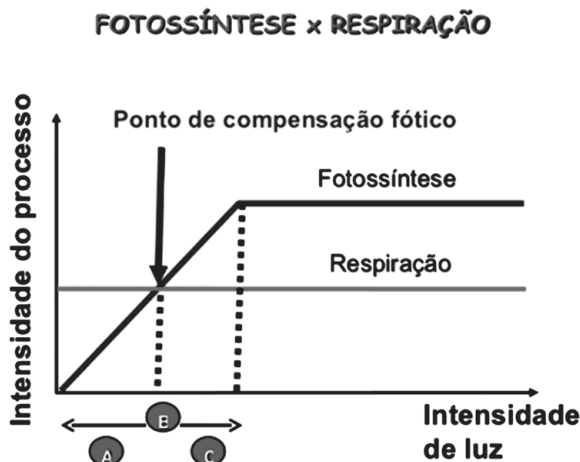 FOTOSSÍNTESE x RESPIRAÇÃO
Ponto de compensação fótico
Fotossíntese
Respiração
Intensidade do processo
B
A
C
Intensidade
de luz